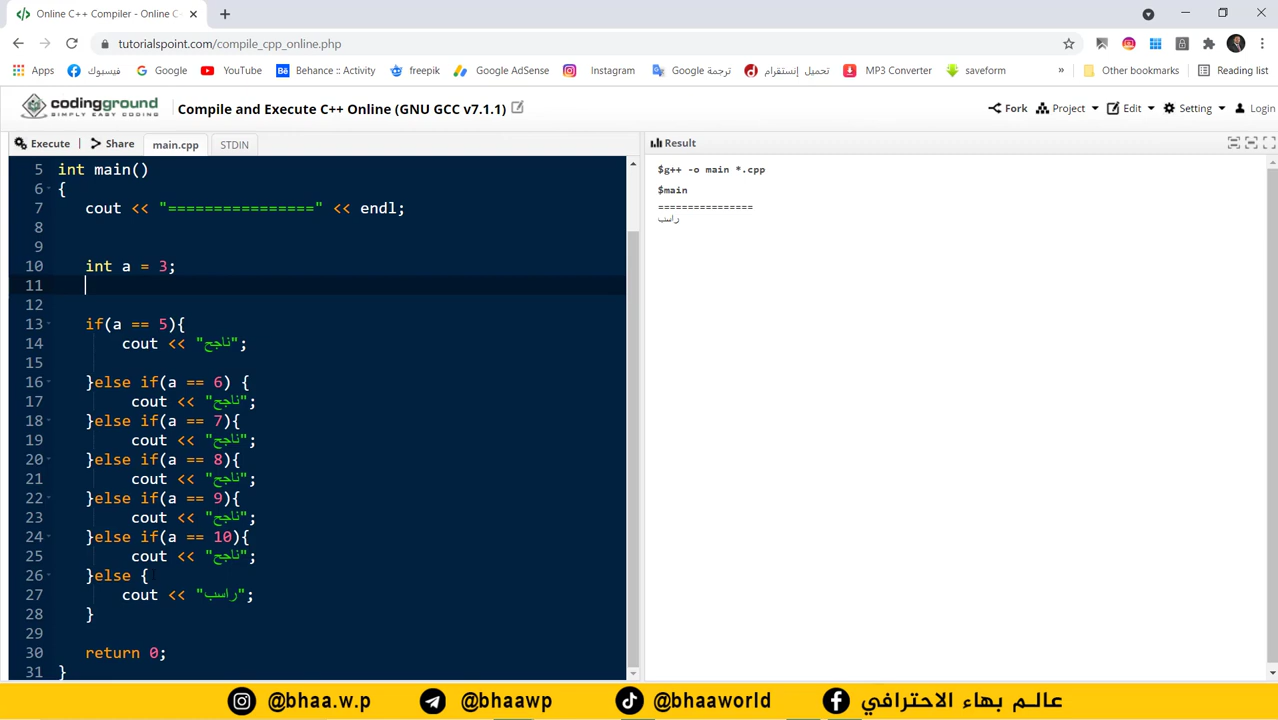 Online C++ Compiler - Online C
tutorialspoint.com/compile_cpp_online.php
Apps فيسبوك Google YouTube Behance :: Activity freepik Google AdSense Instagram ترجمة Google تحميل إنستقرام MP3 Converter saveform » Other bookmarks Reading list
codingground
SIMPLY EASY CODING
Compile and Execute C++ Online (GNU GCC v7.1.1)
Fork Project Edit Setting Login
Execute Share main.cpp STDIN
Result
5 int main()
6 {
7 cout << "================" << endl;
8
9
10 int a = 3;
11
12
13 if(a == 5){
14 cout << "ناجح";
15
16 }else if(a == 6) {
17 cout << "ناجح";
18 }else if(a == 7){
19 cout << "ناجح";
20 }else if(a == 8){
21 cout << "ناجح";
22 }else if(a == 9){
23 cout << "ناجح";
24 }else if(a == 10){
25 cout << "ناجح";
26 }else {
27 cout << "راسب";
28 }
29
30 return 0;
31 }
$g++ -o main *.cpp
$main
================
راسب
@bhaa.w.p @bhaawp @bhaaworld عالم بهاء الاحترافي